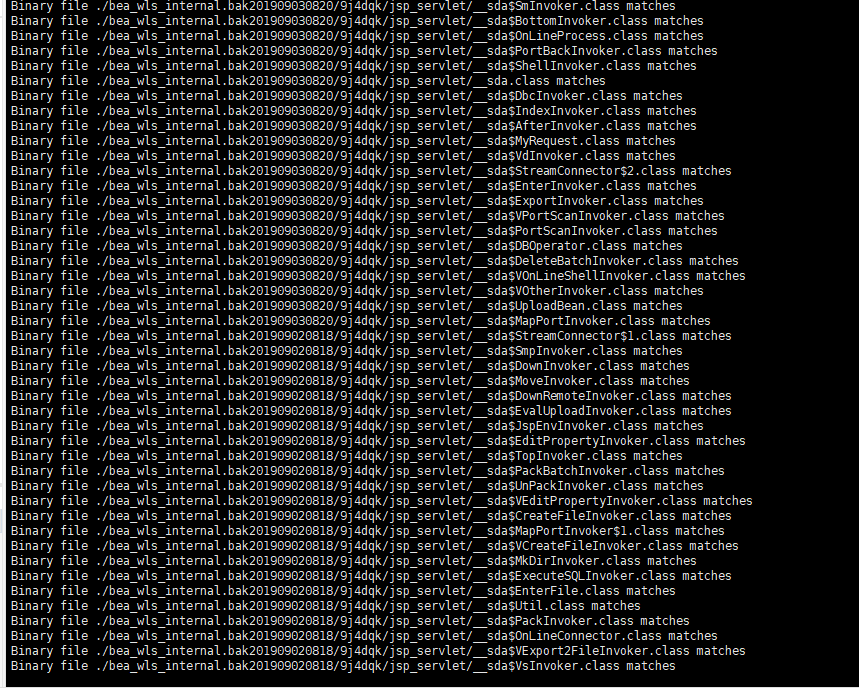 Binary file ./bea_wls_internal.bak201909030820/9j4dqk/jsp_servlet/__sda$SmInvoker.class matches
Binary file ./bea_wls_internal.bak201909030820/9j4dqk/jsp_servlet/__sda$BottomInvoker.class matches
Binary file ./bea_wls_internal.bak201909030820/9j4dqk/jsp_servlet/__sda$OnLineProcess.class matches
Binary file ./bea_wls_internal.bak201909030820/9j4dqk/jsp_servlet/__sda$PortBackInvoker.class matches
Binary file ./bea_wls_internal.bak201909030820/9j4dqk/jsp_servlet/__sda$ShellInvoker.class matches
Binary file ./bea_wls_internal.bak201909030820/9j4dqk/jsp_servlet/__sda.class matches
Binary file ./bea_wls_internal.bak201909030820/9j4dqk/jsp_servlet/__sda$DbcInvoker.class matches
Binary file ./bea_wls_internal.bak201909030820/9j4dqk/jsp_servlet/__sda$IndexInvoker.class matches
Binary file ./bea_wls_internal.bak201909030820/9j4dqk/jsp_servlet/__sda$AfterInvoker.class matches
Binary file ./bea_wls_internal.bak201909030820/9j4dqk/jsp_servlet/__sda$MyRequest.class matches
Binary file ./bea_wls_internal.bak201909030820/9j4dqk/jsp_servlet/__sda$VdInvoker.class matches
Binary file ./bea_wls_internal.bak201909030820/9j4dqk/jsp_servlet/__sda$StreamConnector$2.class matches
Binary file ./bea_wls_internal.bak201909030820/9j4dqk/jsp_servlet/__sda$EnterInvoker.class matches
Binary file ./bea_wls_internal.bak201909030820/9j4dqk/jsp_servlet/__sda$ExportInvoker.class matches
Binary file ./bea_wls_internal.bak201909030820/9j4dqk/jsp_servlet/__sda$VPortScanInvoker.class matches
Binary file ./bea_wls_internal.bak201909030820/9j4dqk/jsp_servlet/__sda$PortScanInvoker.class matches
Binary file ./bea_wls_internal.bak201909030820/9j4dqk/jsp_servlet/__sda$DBOperator.class matches
Binary file ./bea_wls_internal.bak201909030820/9j4dqk/jsp_servlet/__sda$DeleteBatchInvoker.class matches
Binary file ./bea_wls_internal.bak201909030820/9j4dqk/jsp_servlet/__sda$VOnLineShellInvoker.class matches
Binary file ./bea_wls_internal.bak201909030820/9j4dqk/jsp_servlet/__sda$VOtherInvoker.class matches
Binary file ./bea_wls_internal.bak201909030820/9j4dqk/jsp_servlet/__sda$UploadBean.class matches
Binary file ./bea_wls_internal.bak201909030820/9j4dqk/jsp_servlet/__sda$MapPortInvoker.class matches
Binary file ./bea_wls_internal.bak201909020818/9j4dqk/jsp_servlet/__sda$StreamConnector$1.class matches
Binary file ./bea_wls_internal.bak201909020818/9j4dqk/jsp_servlet/__sda$SmpInvoker.class matches
Binary file ./bea_wls_internal.bak201909020818/9j4dqk/jsp_servlet/__sda$DownInvoker.class matches
Binary file ./bea_wls_internal.bak201909020818/9j4dqk/jsp_servlet/__sda$MoveInvoker.class matches
Binary file ./bea_wls_internal.bak201909020818/9j4dqk/jsp_servlet/__sda$DownRemoteInvoker.class matches
Binary file ./bea_wls_internal.bak201909020818/9j4dqk/jsp_servlet/__sda$EvalUploadInvoker.class matches
Binary file ./bea_wls_internal.bak201909020818/9j4dqk/jsp_servlet/__sda$JspEnvInvoker.class matches
Binary file ./bea_wls_internal.bak201909020818/9j4dqk/jsp_servlet/__sda$EditPropertyInvoker.class matches
Binary file ./bea_wls_internal.bak201909020818/9j4dqk/jsp_servlet/__sda$TopInvoker.class matches
Binary file ./bea_wls_internal.bak201909020818/9j4dqk/jsp_servlet/__sda$PackBatchInvoker.class matches
Binary file ./bea_wls_internal.bak201909020818/9j4dqk/jsp_servlet/__sda$UnPackInvoker.class matches
Binary file ./bea_wls_internal.bak201909020818/9j4dqk/jsp_servlet/__sda$VEditPropertyInvoker.class matches
Binary file ./bea_wls_internal.bak201909020818/9j4dqk/jsp_servlet/__sda$CreateFileInvoker.class matches
Binary file ./bea_wls_internal.bak201909020818/9j4dqk/jsp_servlet/__sda$MapPortInvoker$1.class matches
Binary file ./bea_wls_internal.bak201909020818/9j4dqk/jsp_servlet/__sda$VCreateFileInvoker.class matches
Binary file ./bea_wls_internal.bak201909020818/9j4dqk/jsp_servlet/__sda$MkDirInvoker.class matches
Binary file ./bea_wls_internal.bak201909020818/9j4dqk/jsp_servlet/__sda$ExecuteSQLInvoker.class matches
Binary file ./bea_wls_internal.bak201909020818/9j4dqk/jsp_servlet/__sda$EnterFile.class matches
Binary file ./bea_wls_internal.bak201909020818/9j4dqk/jsp_servlet/__sda$Util.class matches
Binary file ./bea_wls_internal.bak201909020818/9j4dqk/jsp_servlet/__sda$PackInvoker.class matches
Binary file ./bea_wls_internal.bak201909020818/9j4dqk/jsp_servlet/__sda$OnLineConnector.class matches
Binary file ./bea_wls_internal.bak201909020818/9j4dqk/jsp_servlet/__sda$VExport2FileInvoker.class matches
Binary file ./bea_wls_internal.bak201909020818/9j4dqk/jsp_servlet/__sda$VsInvoker.class matches